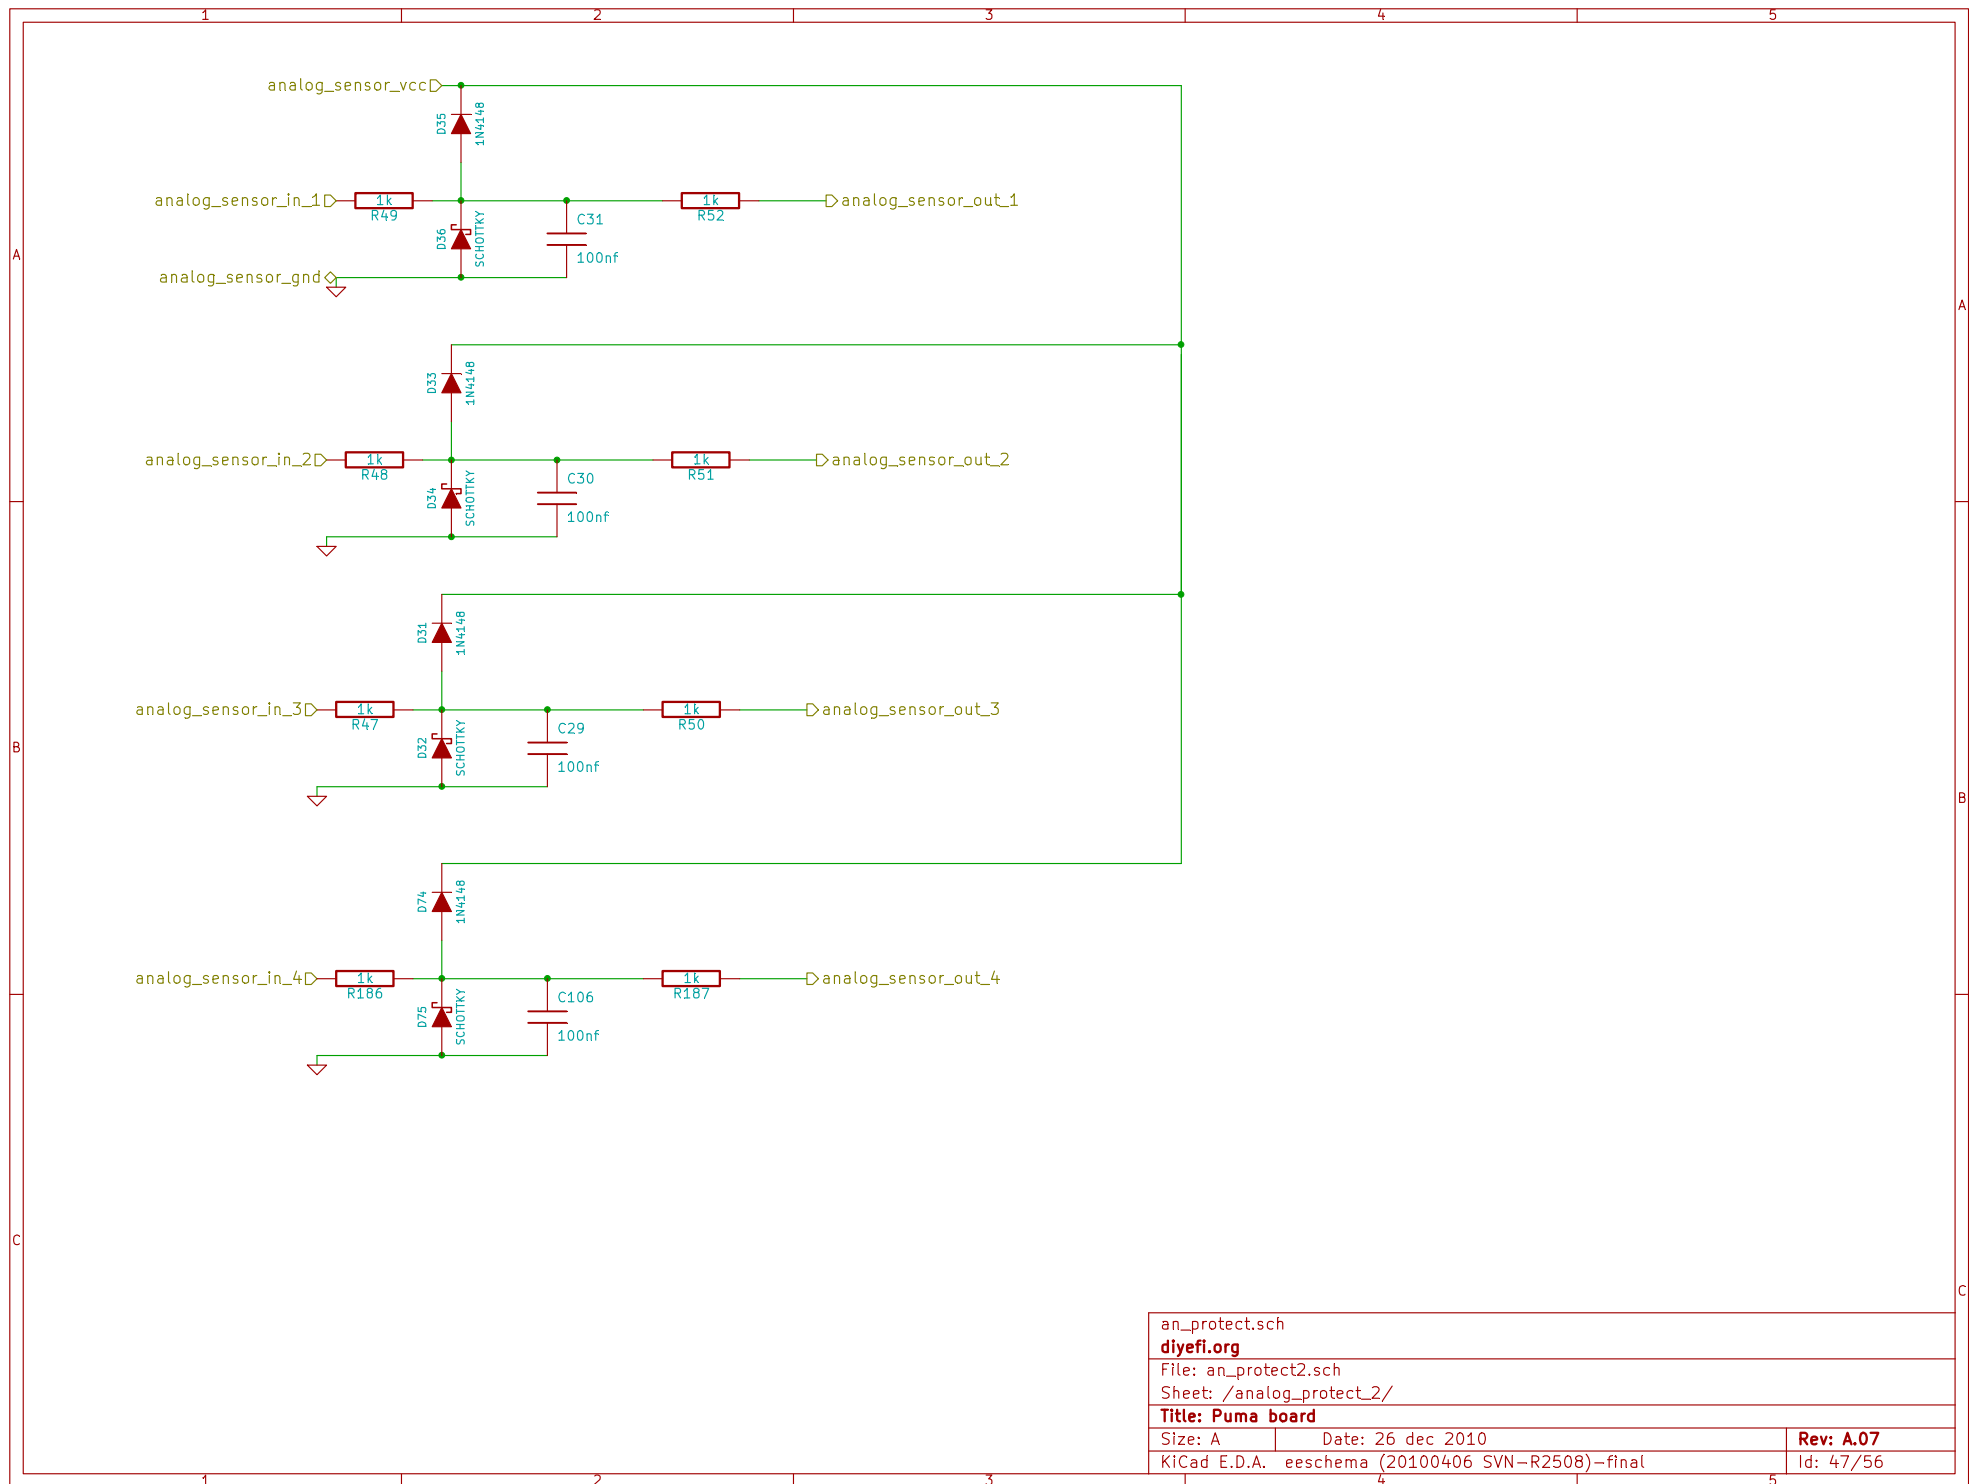 1 2 3 4 5
analog_sensor_vcc
D35 1N4148
analog_sensor_in_1 1k R49 1k R52 analog_sensor_out_1
D36 SCHOTTKY C31 100nf
A
analog_sensor_gnd
A
D33 1N4148
analog_sensor_in_2 1k R48 1k R51 analog_sensor_out_2
D34 SCHOTTKY C30 100nf
D31 1N4148
analog_sensor_in_3 1k R47 1k R50 analog_sensor_out_3
D32 SCHOTTKY C29 100nf
B
B
D74 1N4148
analog_sensor_in_4 1k R186 1k R187 analog_sensor_out_4
D75 SCHOTTKY C106 100nf
C
C
an_protect.sch
diyefi.org
File: an_protect2.sch
Sheet: /analog_protect_2/
Title: Puma board
Size: A Date: 26 dec 2010 Rev: A.07
KiCad E.D.A. eeschema (20100406 SVN-R2508)-final Id: 47/56
1 2 3 4 5